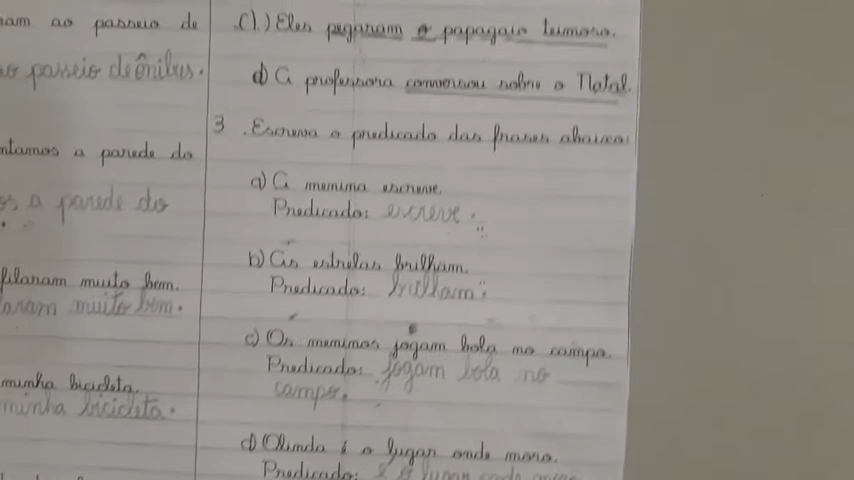 am ao passeio de
passeio de ônibus.
ntamos a parede do
os a parede do
filaram muito bem.
laram muito bem.
minha bicicleta.
minha bicicleta.
c).) Eles pegaram o papagaio teimoso.
d) A professora conversou sobre o Natal.
3 . Escreva o predicado das frases abaixo:
a) A menina escreve.
Predicado: escreve.
b) As estrelas brilham.
Predicado: brilham.
c) Os meninos jogam bola no campo.
Predicado: jogam bola no
campo.
d) Olinda é o lugar onde moro.
Predicado: é o lugar onde